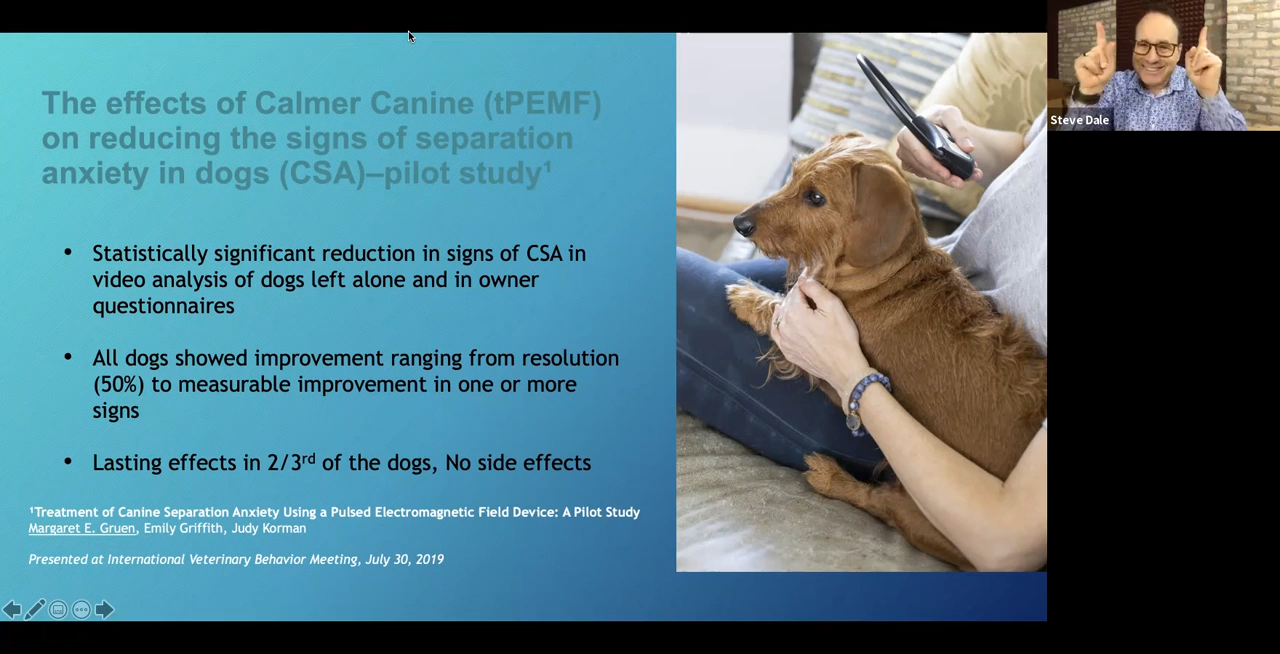 The effects of Calmer Canine (tPEMF)
on reducing the signs of separation
anxiety in dogs (CSA)–pilot study¹
• Statistically significant reduction in signs of CSA in
video analysis of dogs left alone and in owner
questionnaires
• All dogs showed improvement ranging from resolution
(50%) to measurable improvement in one or more
signs
• Lasting effects in 2/3rd of the dogs, No side effects
¹Treatment of Canine Separation Anxiety Using a Pulsed Electromagnetic Field Device: A Pilot Study
Margaret E. Gruen, Emily Griffith, Judy Korman
Presented at International Veterinary Behavior Meeting, July 30, 2019
Steve Dale